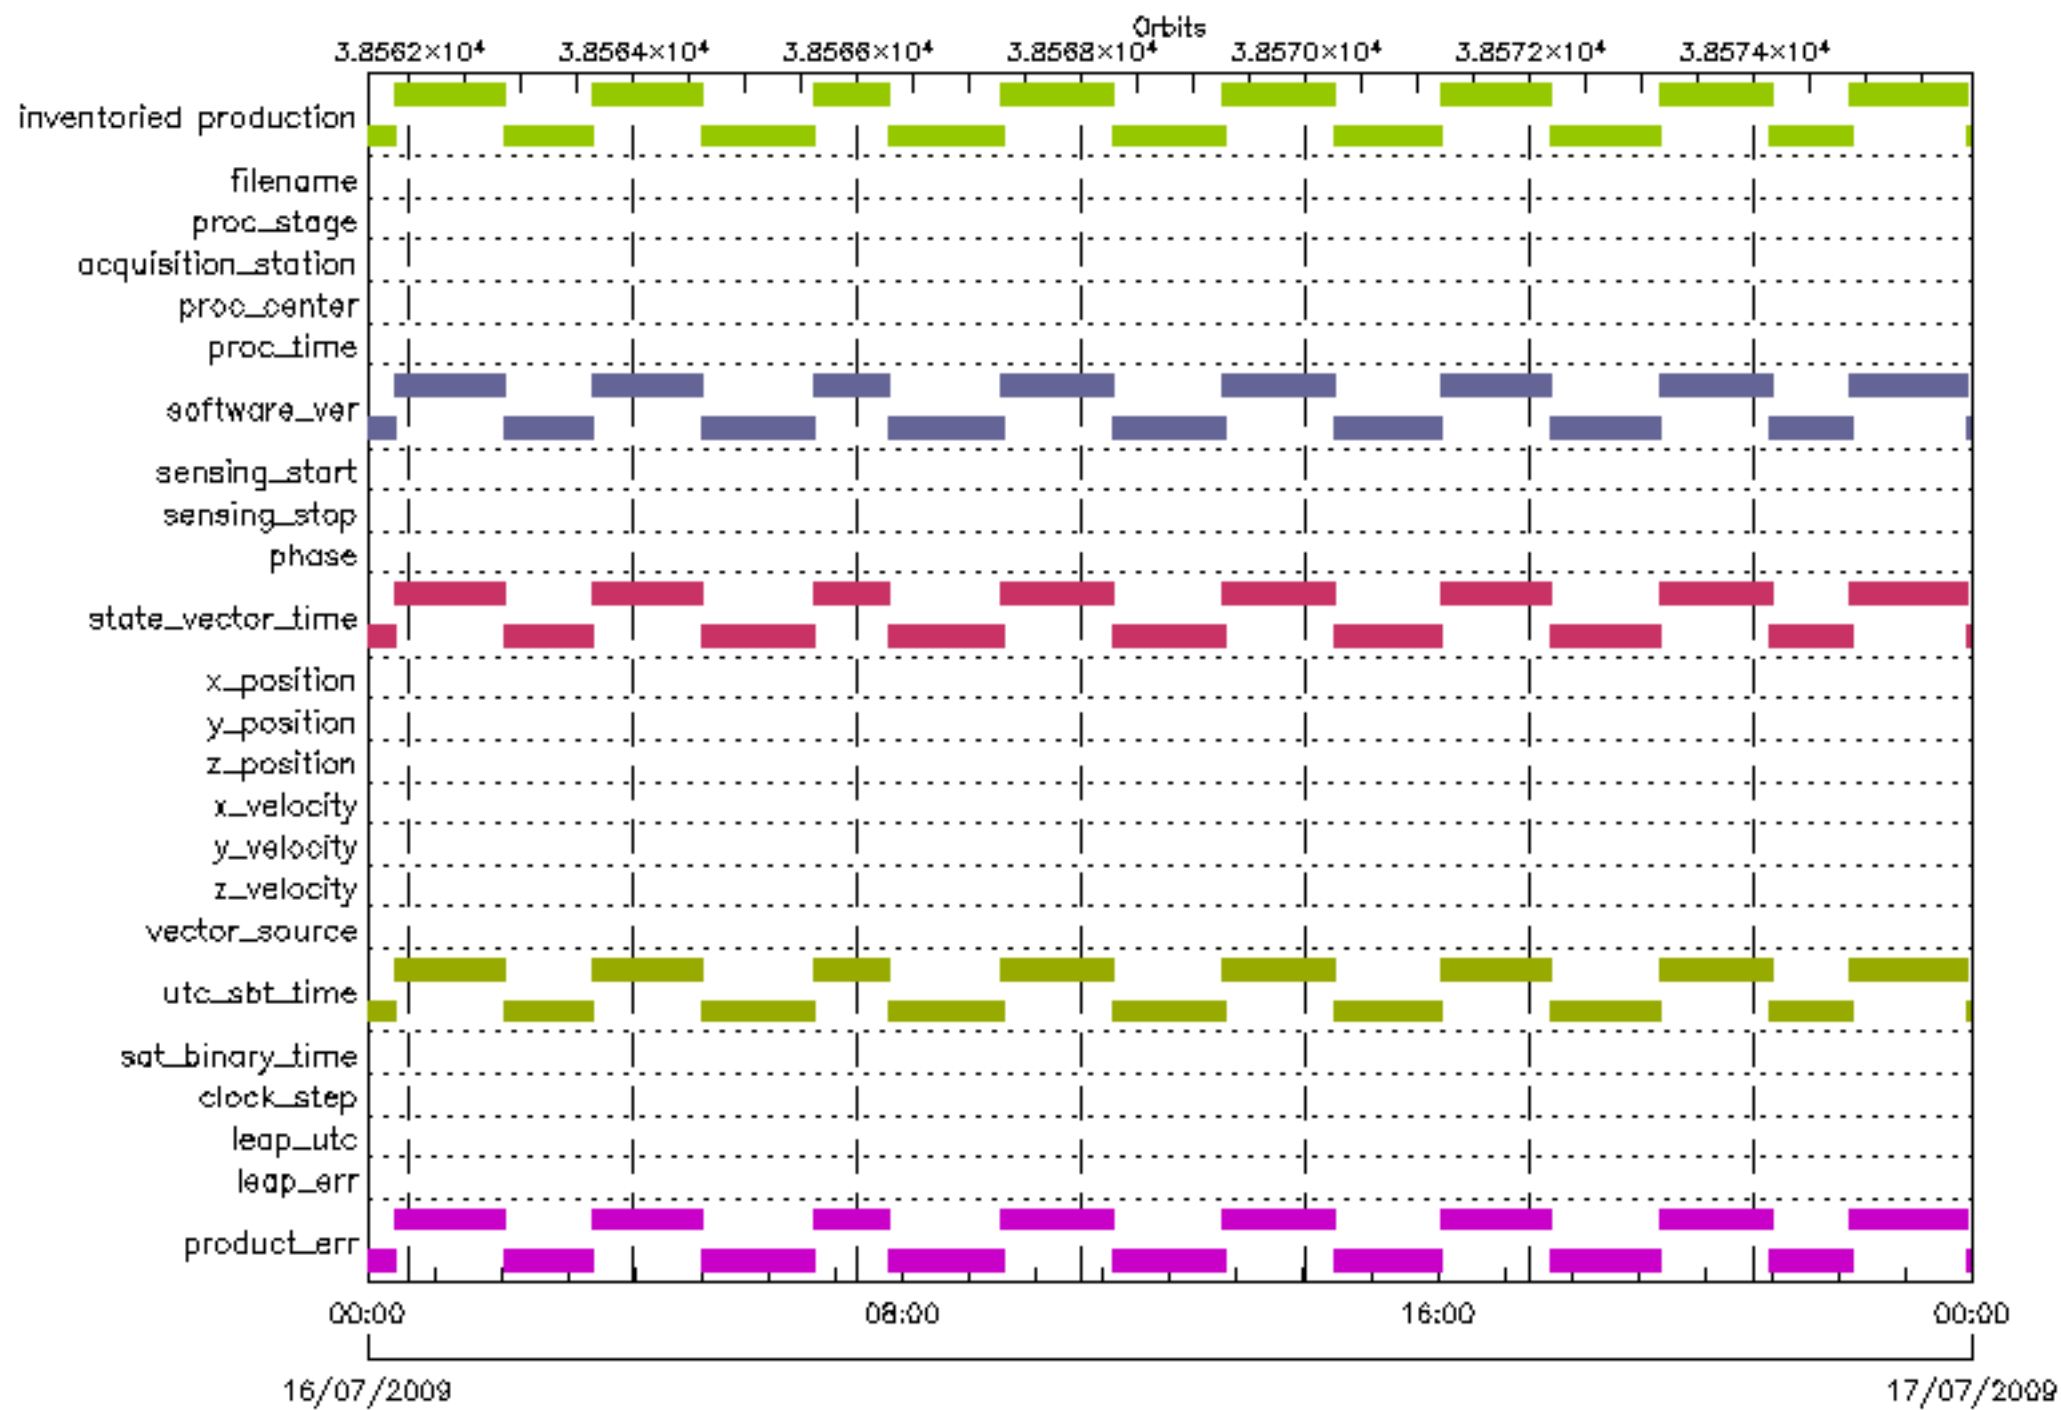 Orbits
3.8562×10⁴ 3.8564×10⁴ 3.8566×10⁴ 3.8568×10⁴ 3.8570×10⁴ 3.8572×10⁴ 3.8574×10⁴
inventoried production
filename
proc_stage
acquisition_station
proc_center
proc_time
software_ver
sensing_start
sensing_stop
phase
state_vector_time
x_position
y_position
z_position
x_velocity
y_velocity
z_velocity
vector_source
utc_sbt_time
sat_binary_time
clock_step
leap_utc
leap_err
product_err
00:00 08:00 16:00 00:00
16/07/2009 17/07/2009